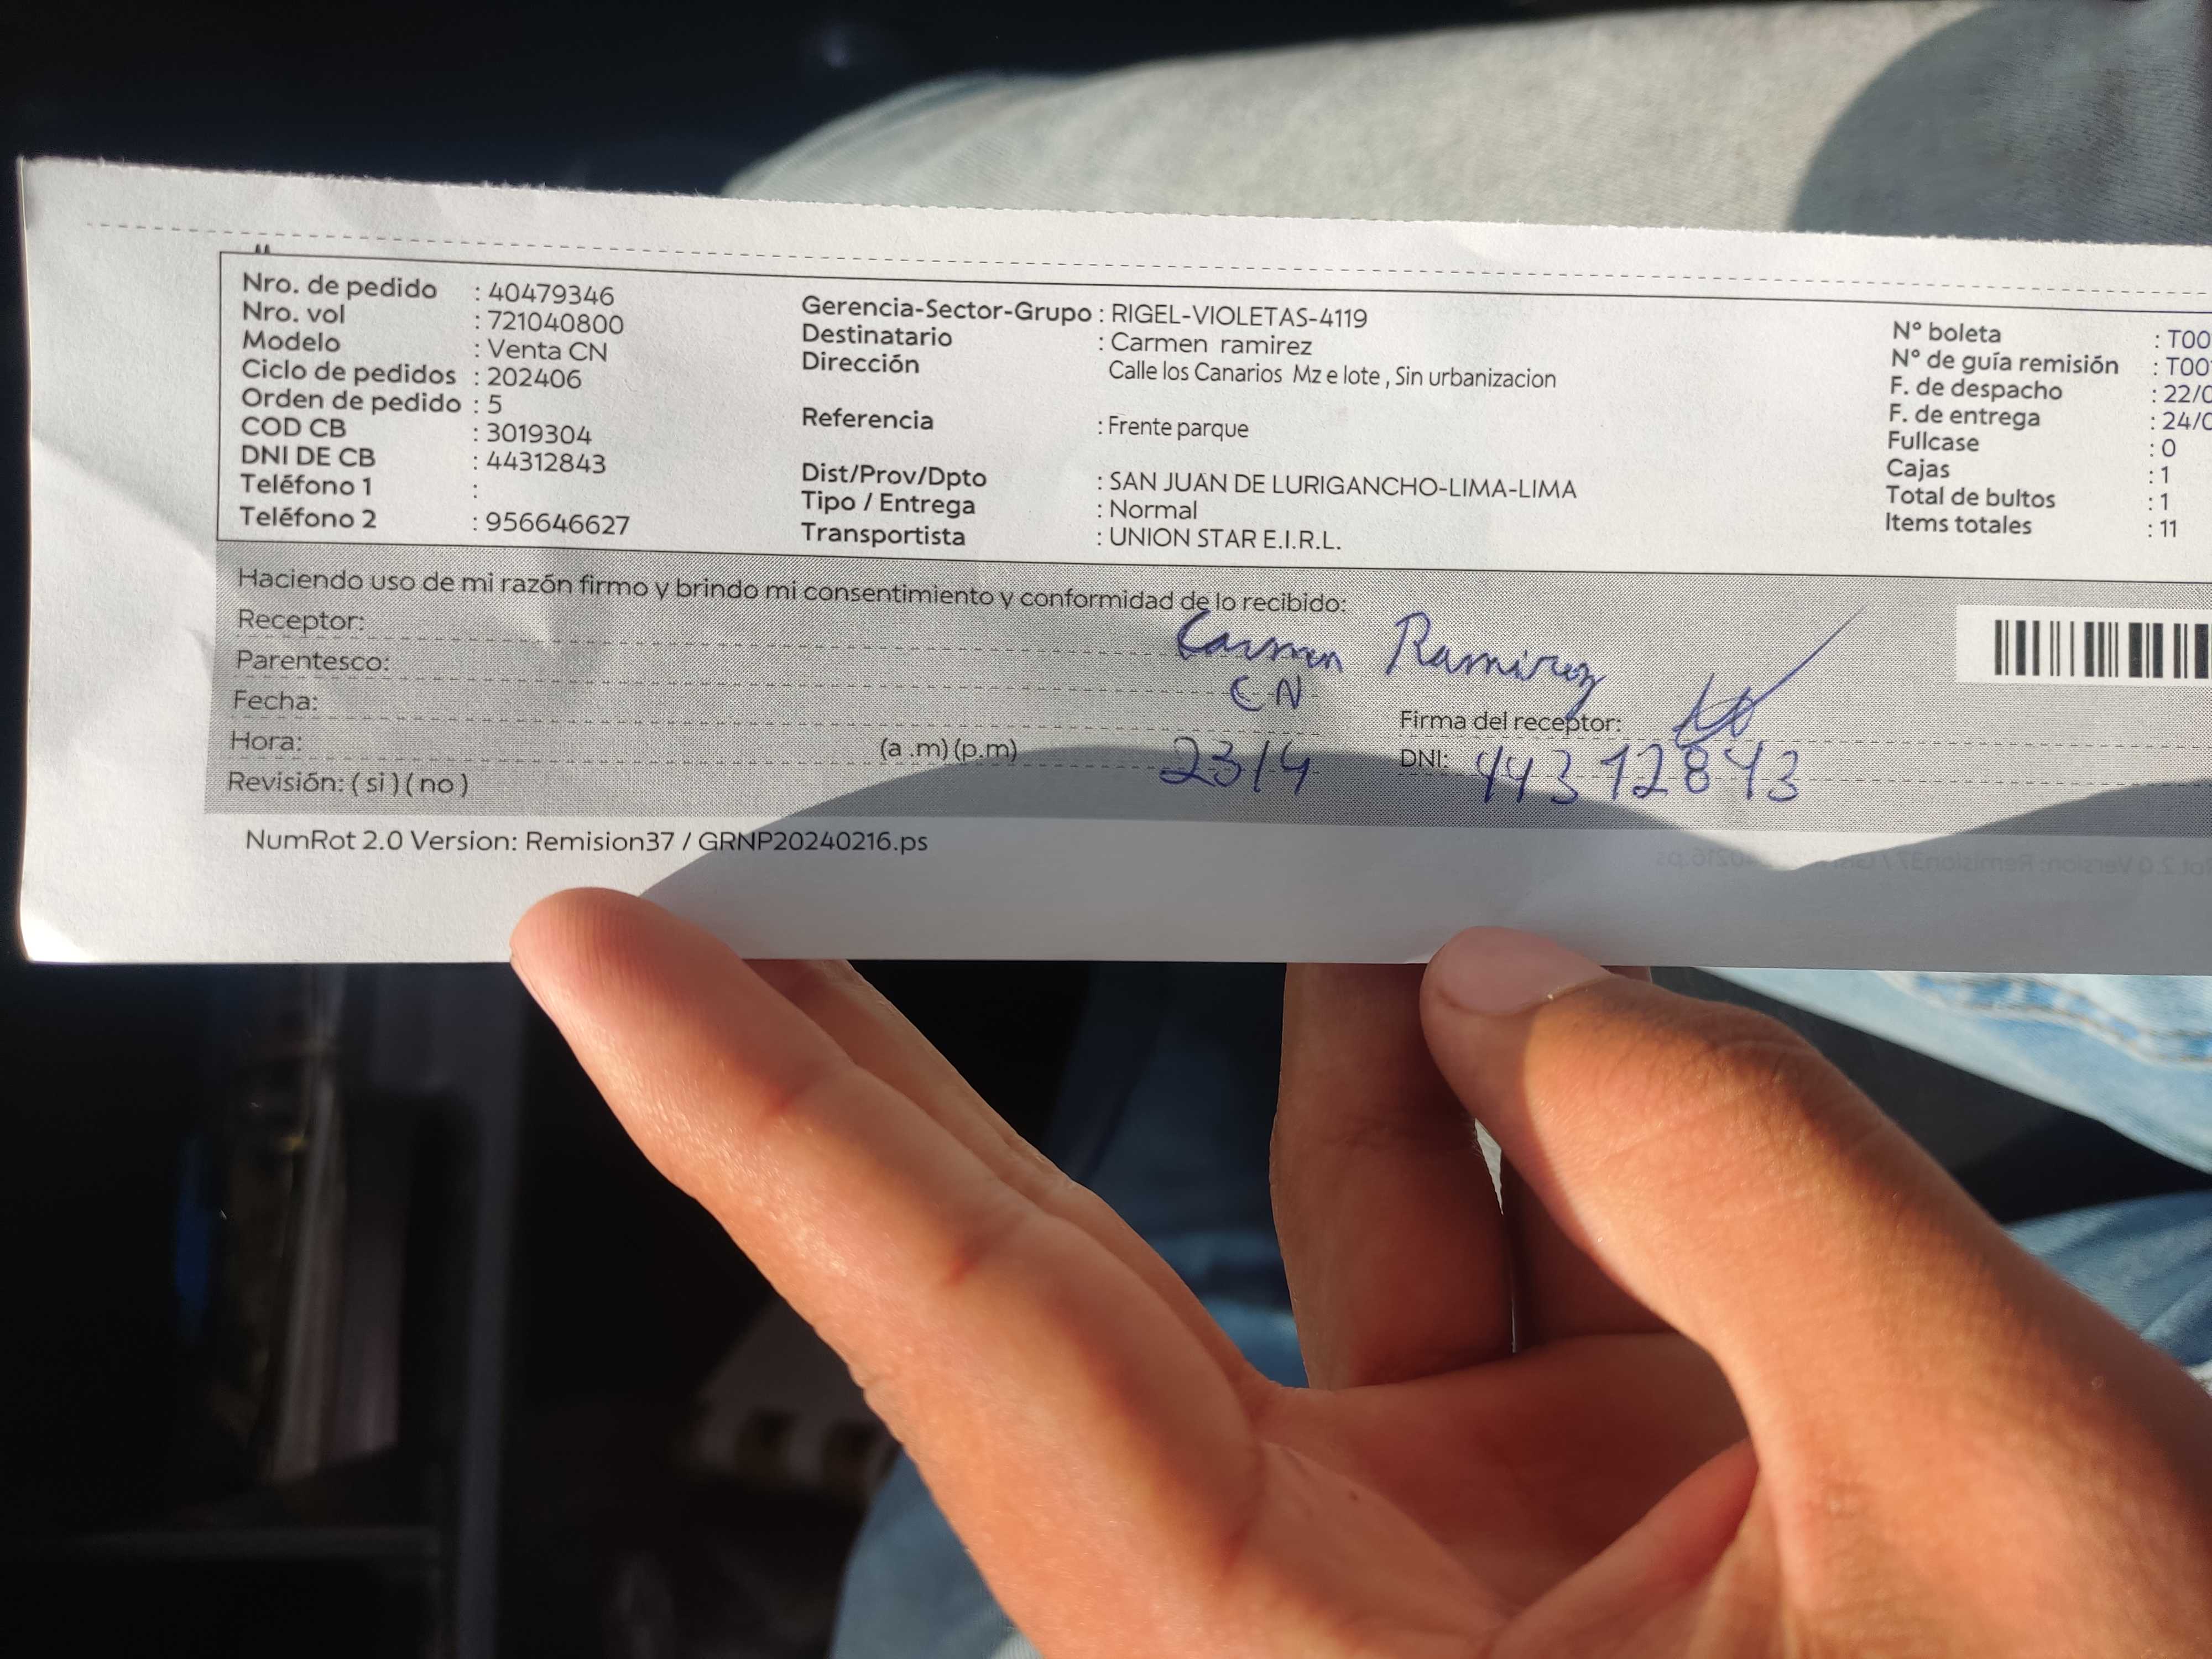 Nro. de pedido : 40479346
Nro. vol : 721040800
Modelo : Venta CN
Ciclo de pedidos : 202406
Orden de pedido : 5
COD CB : 3019304
DNI DE CB : 44312843
Teléfono 1 :
Teléfono 2 : 956646627
Gerencia-Sector-Grupo : RIGEL-VIOLETAS-4119
Destinatario : Carmen ramirez
Dirección Calle los Canarios Mz e lote , Sin urbanizacion
Referencia : Frente parque
Dist/Prov/Dpto : SAN JUAN DE LURIGANCHO-LIMA-LIMA
Tipo / Entrega : Normal
Transportista : UNION STAR E.I.R.L.
N° boleta : T00
N° de guía remisión : T00
F. de despacho : 22/0
F. de entrega : 24/0
Fullcase : 0
Cajas : 1
Total de bultos : 1
Items totales : 11
Haciendo uso de mi razón firmo y brindo mi consentimiento y conformidad de lo recibido:
Receptor: Carmen Ramirez
Parentesco: CN
Fecha: 23/4
Firma del receptor:
Hora: (a .m) (p.m)
DNI: 44312843
Revisión: ( si ) ( no )
NumRot 2.0 Version: Remision37 / GRNP20240216.ps